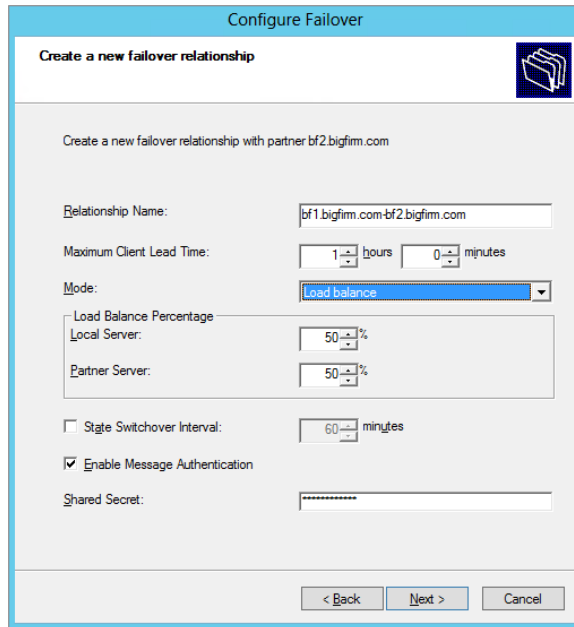 Configure Failover
Create a new failover relationship
Create a new failover relationship with partner bf2.bigfirm.com
Relationship Name: bf1.bigfirm.com-bf2.bigfirm.com
Maximum Client Lead Time: 1 hours 0 minutes
Mode: Load balance
Load Balance Percentage
Local Server: 50 %
Partner Server: 50 %
State Switchover Interval: 60 minutes
Enable Message Authentication
Shared Secret: ************
< Back Next > Cancel